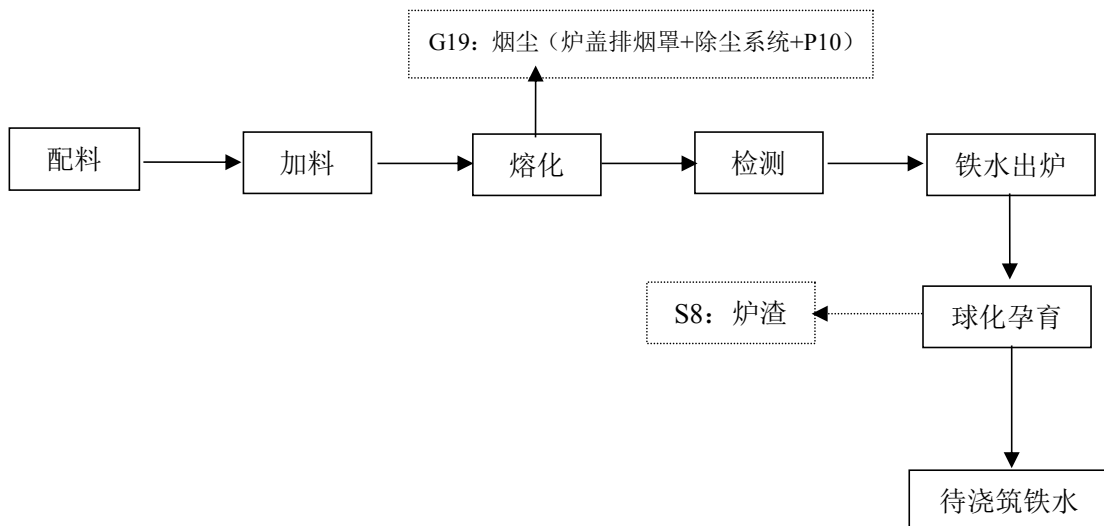 G19：烟尘（炉盖排烟罩+除尘系统+P10）
配料
加料
熔化
检测
铁水出炉
S8：炉渣
球化孕育
待浇筑铁水